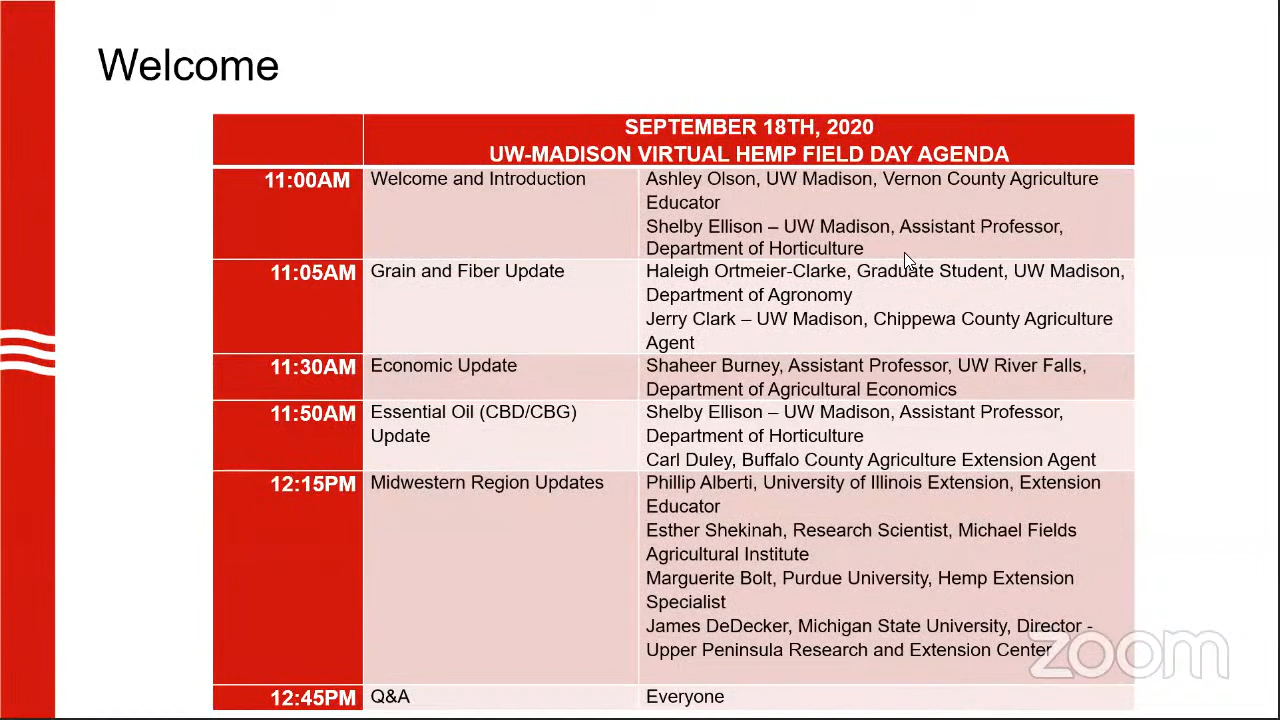 Welcome
SEPTEMBER 18TH, 2020
UW-MADISON VIRTUAL HEMP FIELD DAY AGENDA
11:00AM
Welcome and Introduction
Ashley Olson, UW Madison, Vernon County Agriculture
Educator
Shelby Ellison – UW Madison, Assistant Professor,
Department of Horticulture
11:05AM
Grain and Fiber Update
Haleigh Ortmeier-Clarke, Graduate Student, UW Madison,
Department of Agronomy
Jerry Clark – UW Madison, Chippewa County Agriculture
Agent
11:30AM
Economic Update
Shaheer Burney, Assistant Professor, UW River Falls,
Department of Agricultural Economics
11:50AM
Essential Oil (CBD/CBG)
Update
Shelby Ellison – UW Madison, Assistant Professor,
Department of Horticulture
Carl Duley, Buffalo County Agriculture Extension Agent
12:15PM
Midwestern Region Updates
Phillip Alberti, University of Illinois Extension, Extension
Educator
Esther Shekinah, Research Scientist, Michael Fields
Agricultural Institute
Marguerite Bolt, Purdue University, Hemp Extension
Specialist
James DeDecker, Michigan State University, Director -
Upper Peninsula Research and Extension Center
zoom
12:45PM
Q&A
Everyone